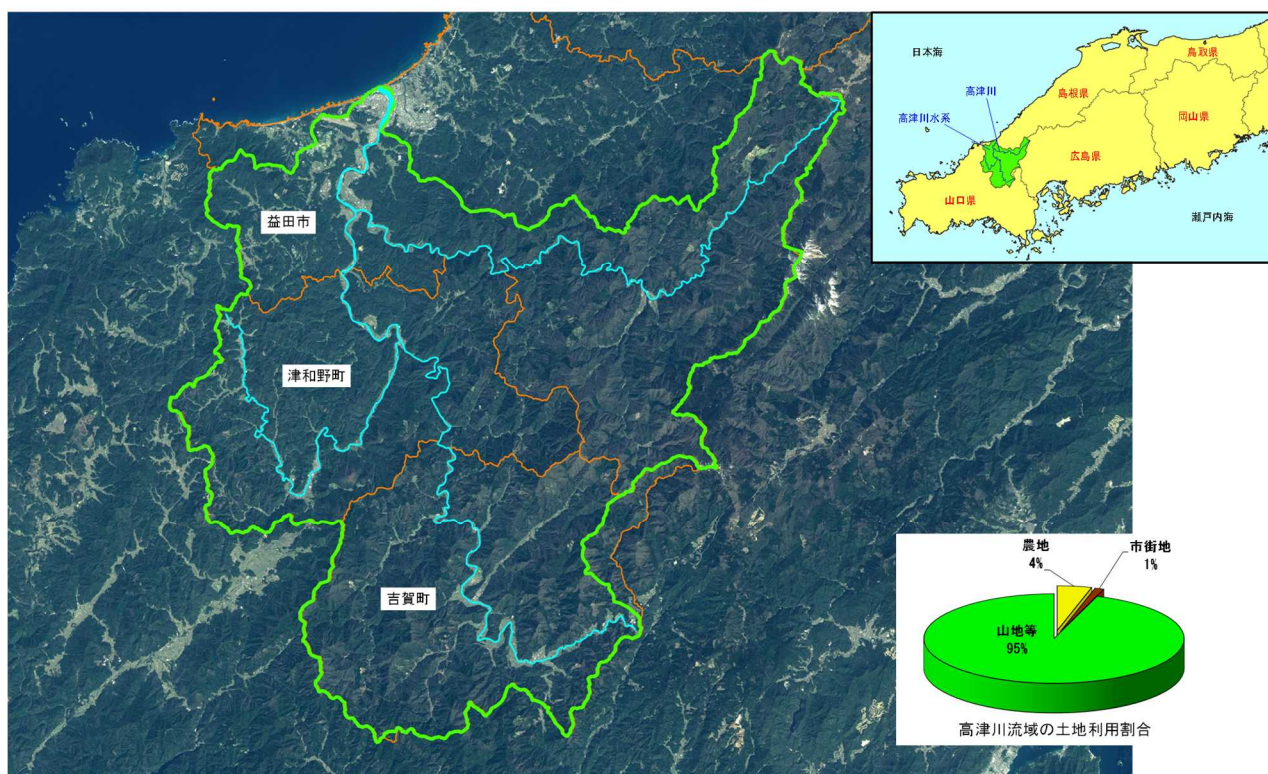 益田市
津和野町
吉賀町
日本海
鳥取県
島根県
高津川
高津川水系
岡山県
広島県
山口県
瀬戸内海
農地
4%
市街地
1%
山地等
95%
高津川流域の土地利用割合